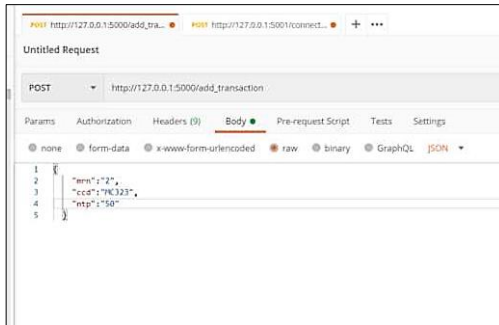 POST http://127.0.0.1:5000/add_tra... POST http://127.0.0.1:5001/connect... + •••
Untitled Request
POST http://127.0.0.1:5000/add_transaction
Params Authorization Headers (9) Body Pre-request Script Tests Settings
none form-data x-www-form-urlencoded raw binary GraphQL JSON
1 {
2 "mrn":"2",
3 "ccd":"MC323",
4 "ntp":"50"
5 }